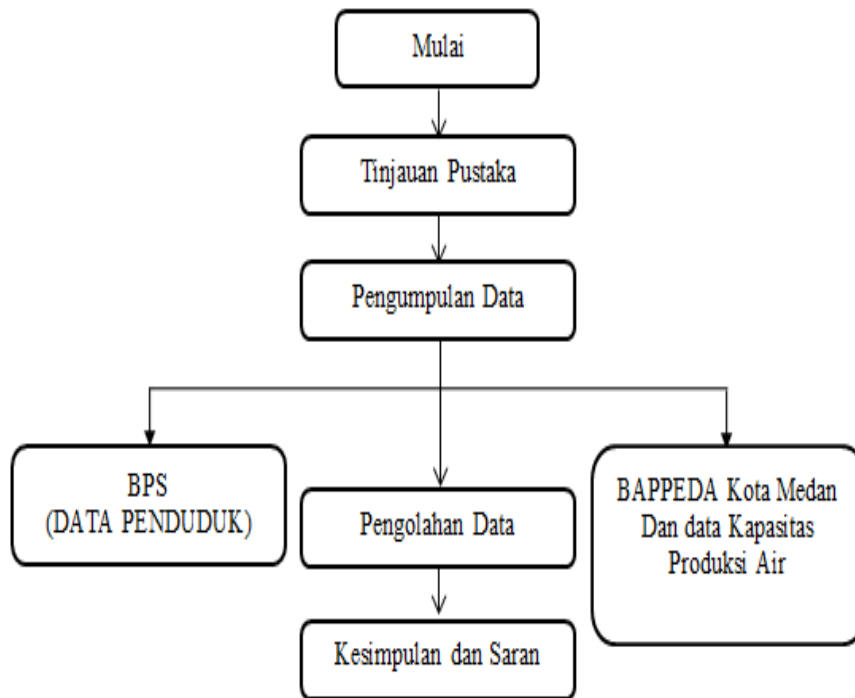 Mulai
Tinjauan Pustaka
Pengumpulan Data
BPS
(DATA PENDUDUK)
Pengolahan Data
BAPPEDA Kota Medan
Dan data Kapasitas
Produksi Air
Kesimpulan dan Saran